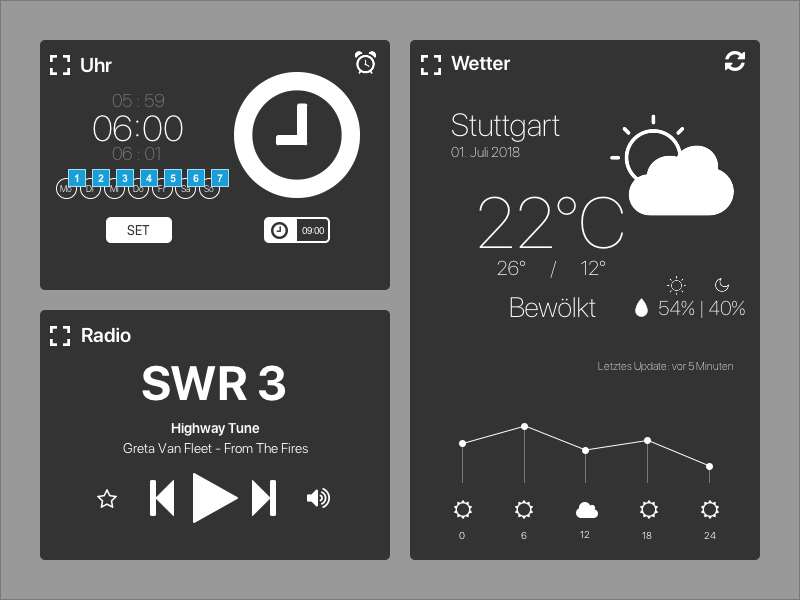 Uhr
05 : 59
06:00
06 : 01
1 2 3 4 5 6 7
Mo Di Mi Do Fr Sa So
SET
09:00
Radio
SWR 3
Highway Tune
Greta Van Fleet - From The Fires
Wetter
Stuttgart
01. Juli 2018
22°C
26° / 12°
Bewölkt
54% | 40%
Letztes Update: vor 5 Minuten
0 6 12 18 24